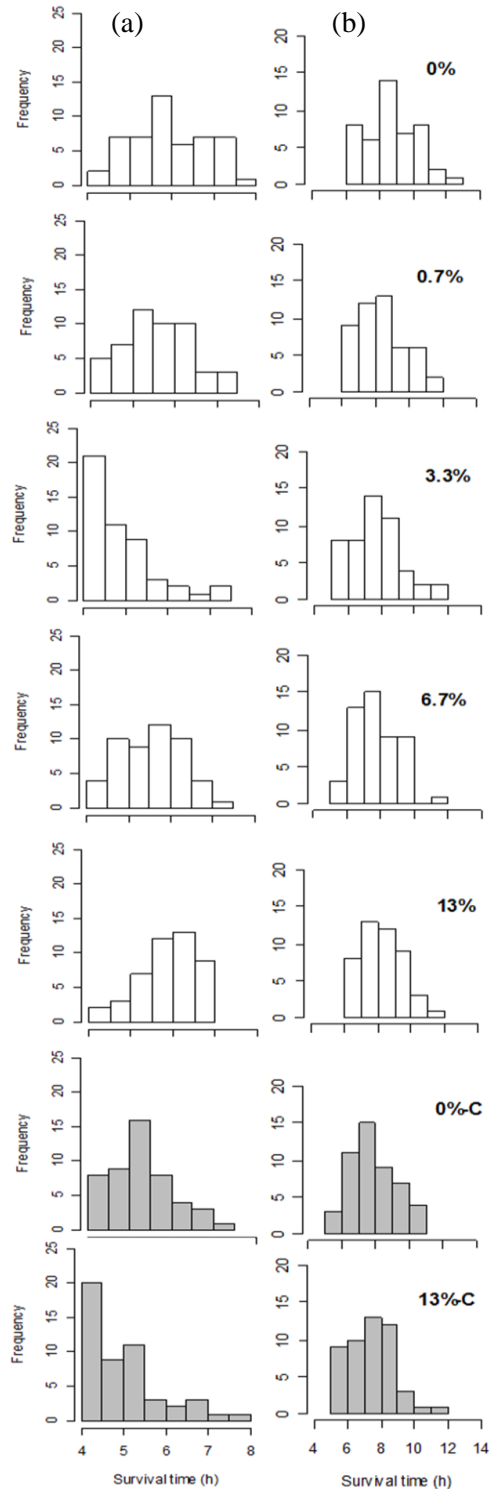 (a) (b)
Frequency 0 5 10 15 20 25
0 5 10 15 20 0%
Frequency 0 5 10 15 20 25
0 5 10 15 20 0.7%
Frequency 0 5 10 15 20 25
0 5 10 15 20 3.3%
Frequency 0 5 10 15 20 25
0 5 10 15 20 6.7%
Frequency 0 5 10 15 20 25
0 5 10 15 20 13%
Frequency 0 5 10 15 20 25
0 5 10 15 20 0%-C
Frequency 0 5 10 15 20 25
0 5 10 15 20 13%-C
4 5 6 7 8 4 6 8 10 12 14
Survival time (h) Survival time (h)